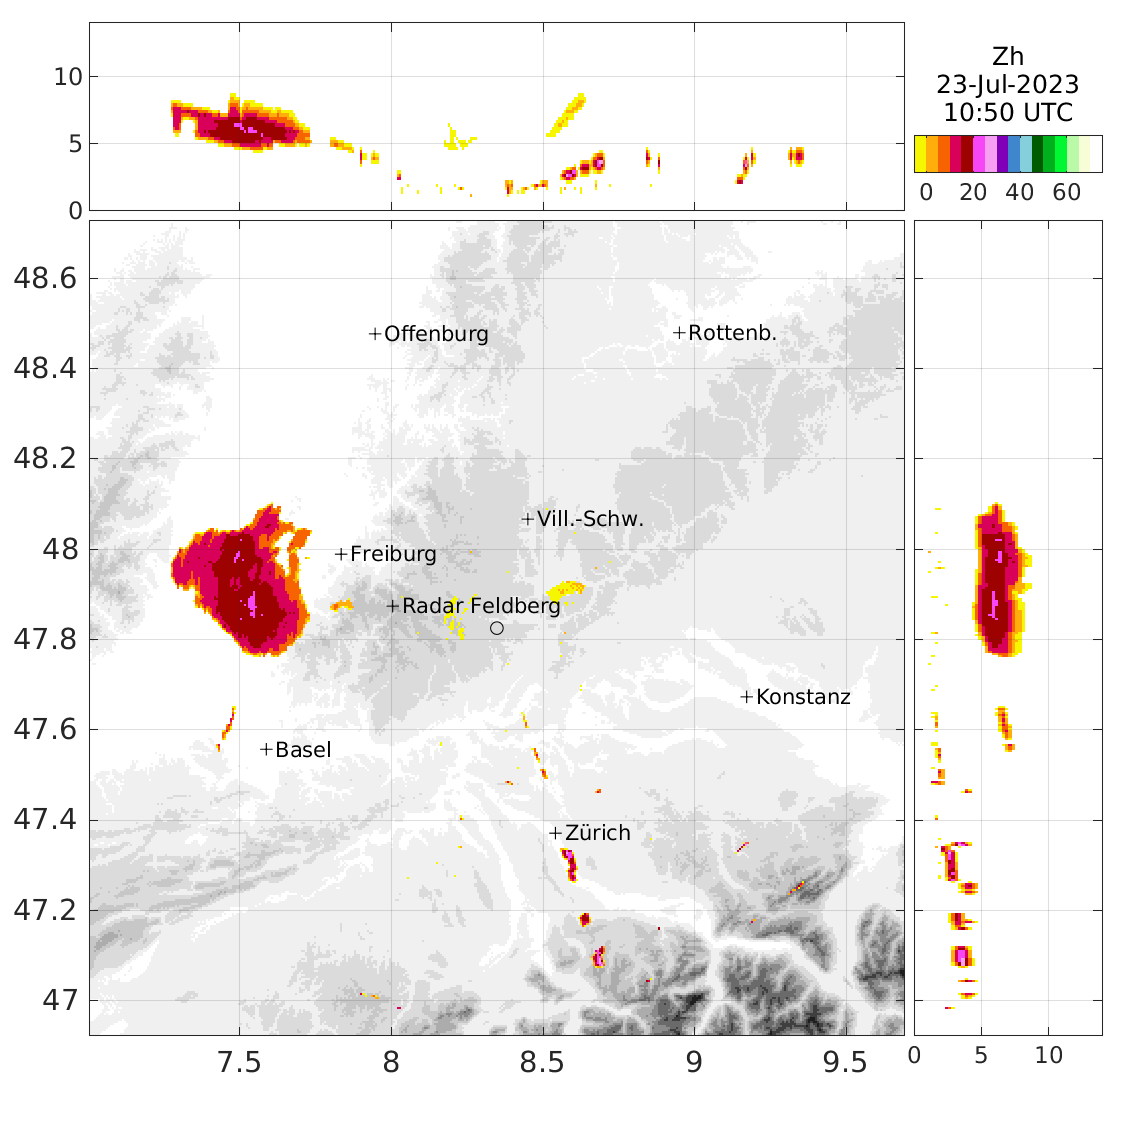 10
5
0
Zh
23-Jul-2023
10:50 UTC
0 20 40 60
48.6
48.4
48.2
48
47.8
47.6
47.4
47.2
47
+Offenburg
+Rottenb.
+Vill.-Schw.
+Freiburg
+Radar Feldberg
+Konstanz
+Basel
+Zürich
7.5 8 8.5 9 9.5
0 5 10